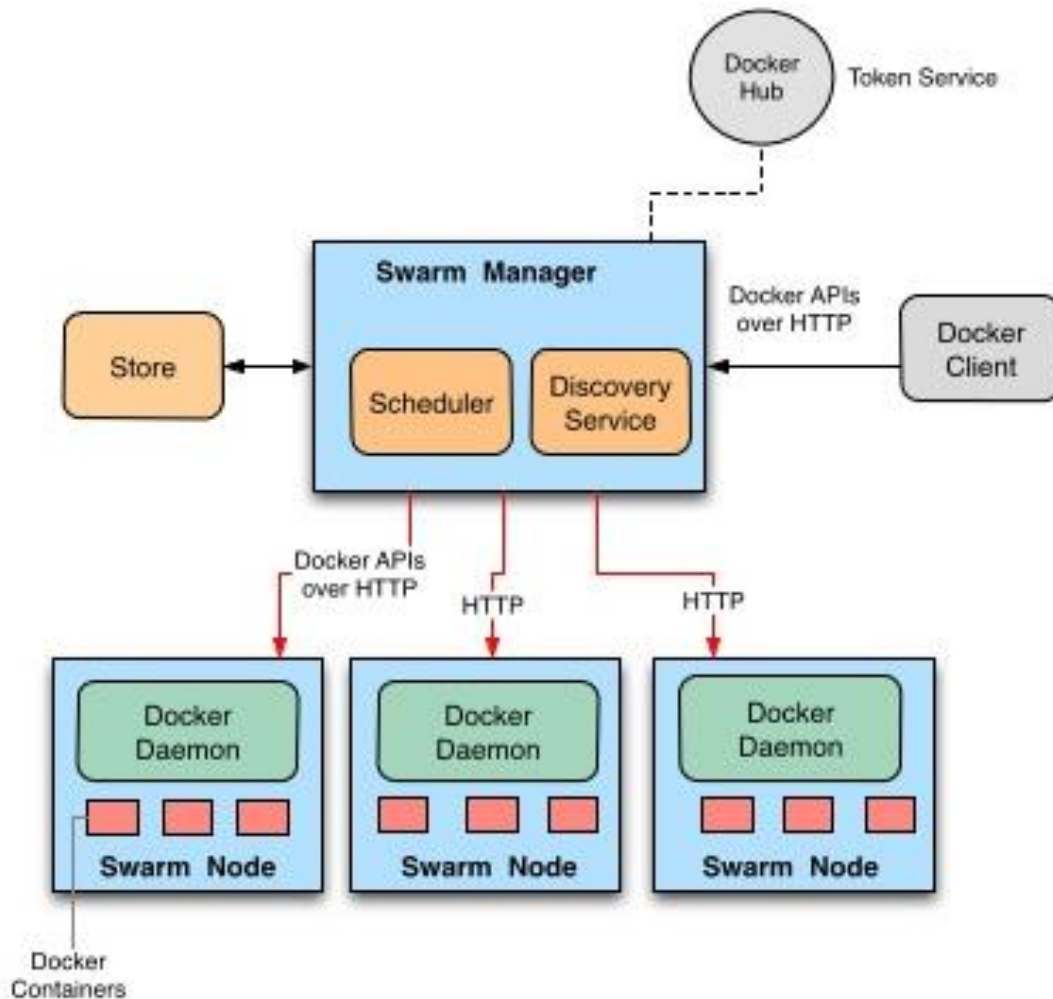 Docker
Hub
Token Service
Swarm Manager
Docker APIs
over HTTP
Store
Scheduler
Discovery
Service
Docker
Client
Docker APIs
over HTTP
HTTP
HTTP
Docker
Daemon
Docker
Daemon
Docker
Daemon
Swarm Node
Swarm Node
Swarm Node
Docker
Containers